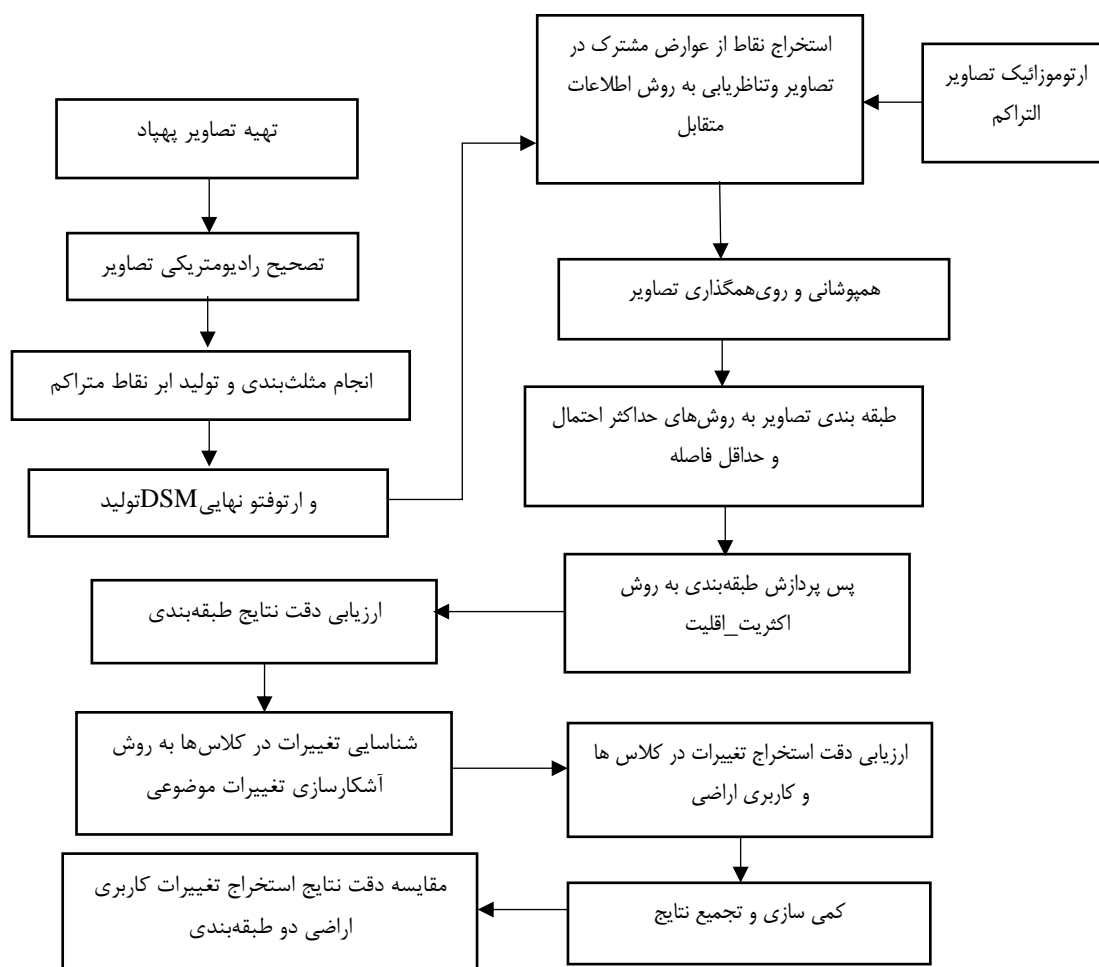 تهیه تصاویر پهپاد
تصحیح رادیومتریکی تصاویر
انجام مثلث‌بندی و تولید ابر نقاط متراکم
و ارتوفتو نهایی DSMتولید
ارتوموزائیک تصاویر
التراکم
استخراج نقاط از عوارض مشترک در
تصاویر وتناظریابی به روش اطلاعات
متقابل
همپوشانی و روی‌همگذاری تصاویر
طبقه بندی تصاویر به روش‌های حداکثر احتمال
و حداقل فاصله
پس پردازش طبقه‌بندی به روش
اکثریت_اقلیت
ارزیابی دقت نتایج طبقه‌بندی
شناسایی تغییرات در کلاس‌ها به روش
آشکارسازی تغییرات موضوعی
ارزیابی دقت استخراج تغییرات در کلاس ها
و کاربری اراضی
کمی سازی و تجمیع نتایج
مقایسه دقت نتایج استخراج تغییرات کاربری
اراضی دو طبقه‌بندی